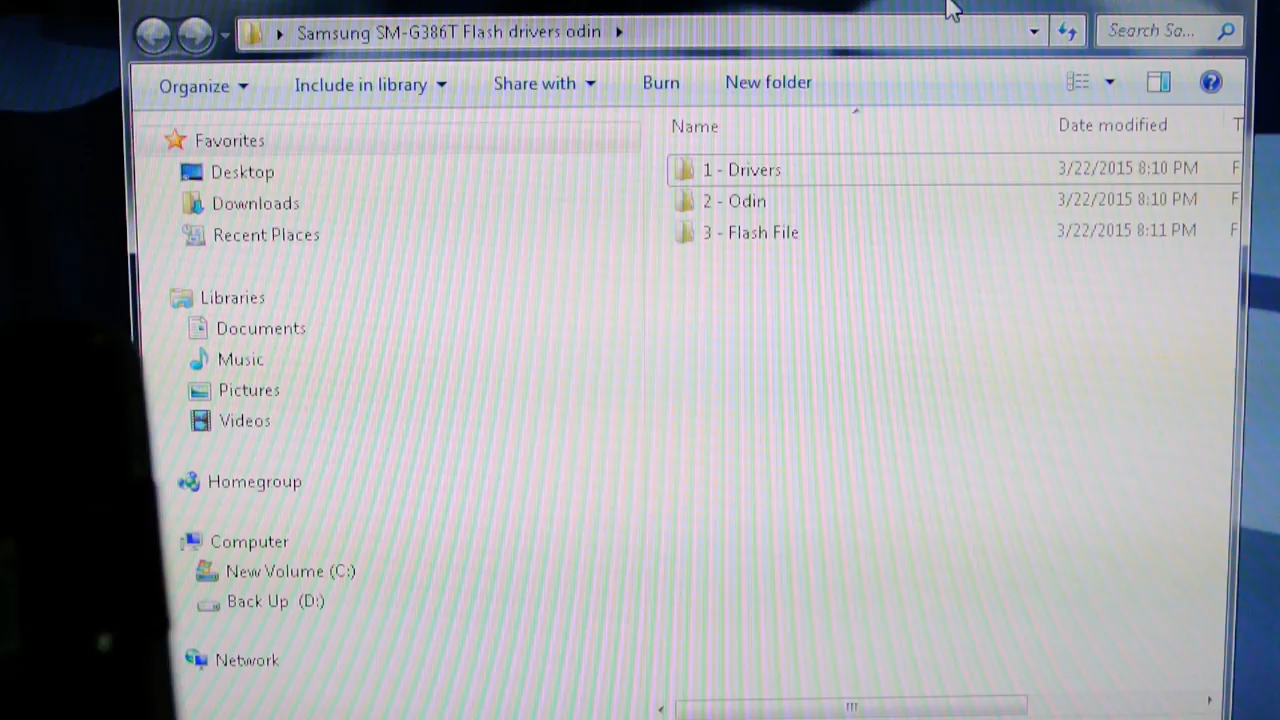 Samsung SM-G386T Flash drivers odin
Search Sa...
Organize Include in library Share with Burn New folder
Name Date modified T
1 - Drivers 3/22/2015 8:10 PM F
2 - Odin 3/22/2015 8:10 PM F
3 - Flash File 3/22/2015 8:11 PM F
Favorites
Desktop
Downloads
Recent Places
Libraries
Documents
Music
Pictures
Videos
Homegroup
Computer
New Volume (C:)
Back Up (D:)
Network